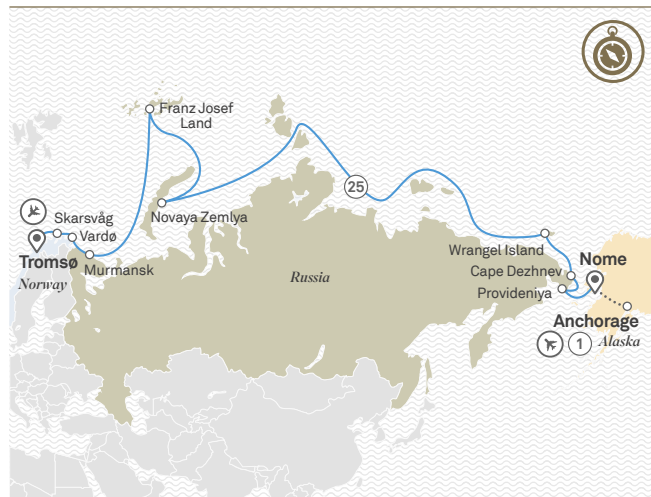 Franz Josef
Land
25
Novaya Zemlya
Skarsvåg
Vardø
Tromsø
Norway
Murmansk
Russia
Wrangel Island
Cape Dezhnev
Nome
Provideniya
Anchorage
1
Alaska